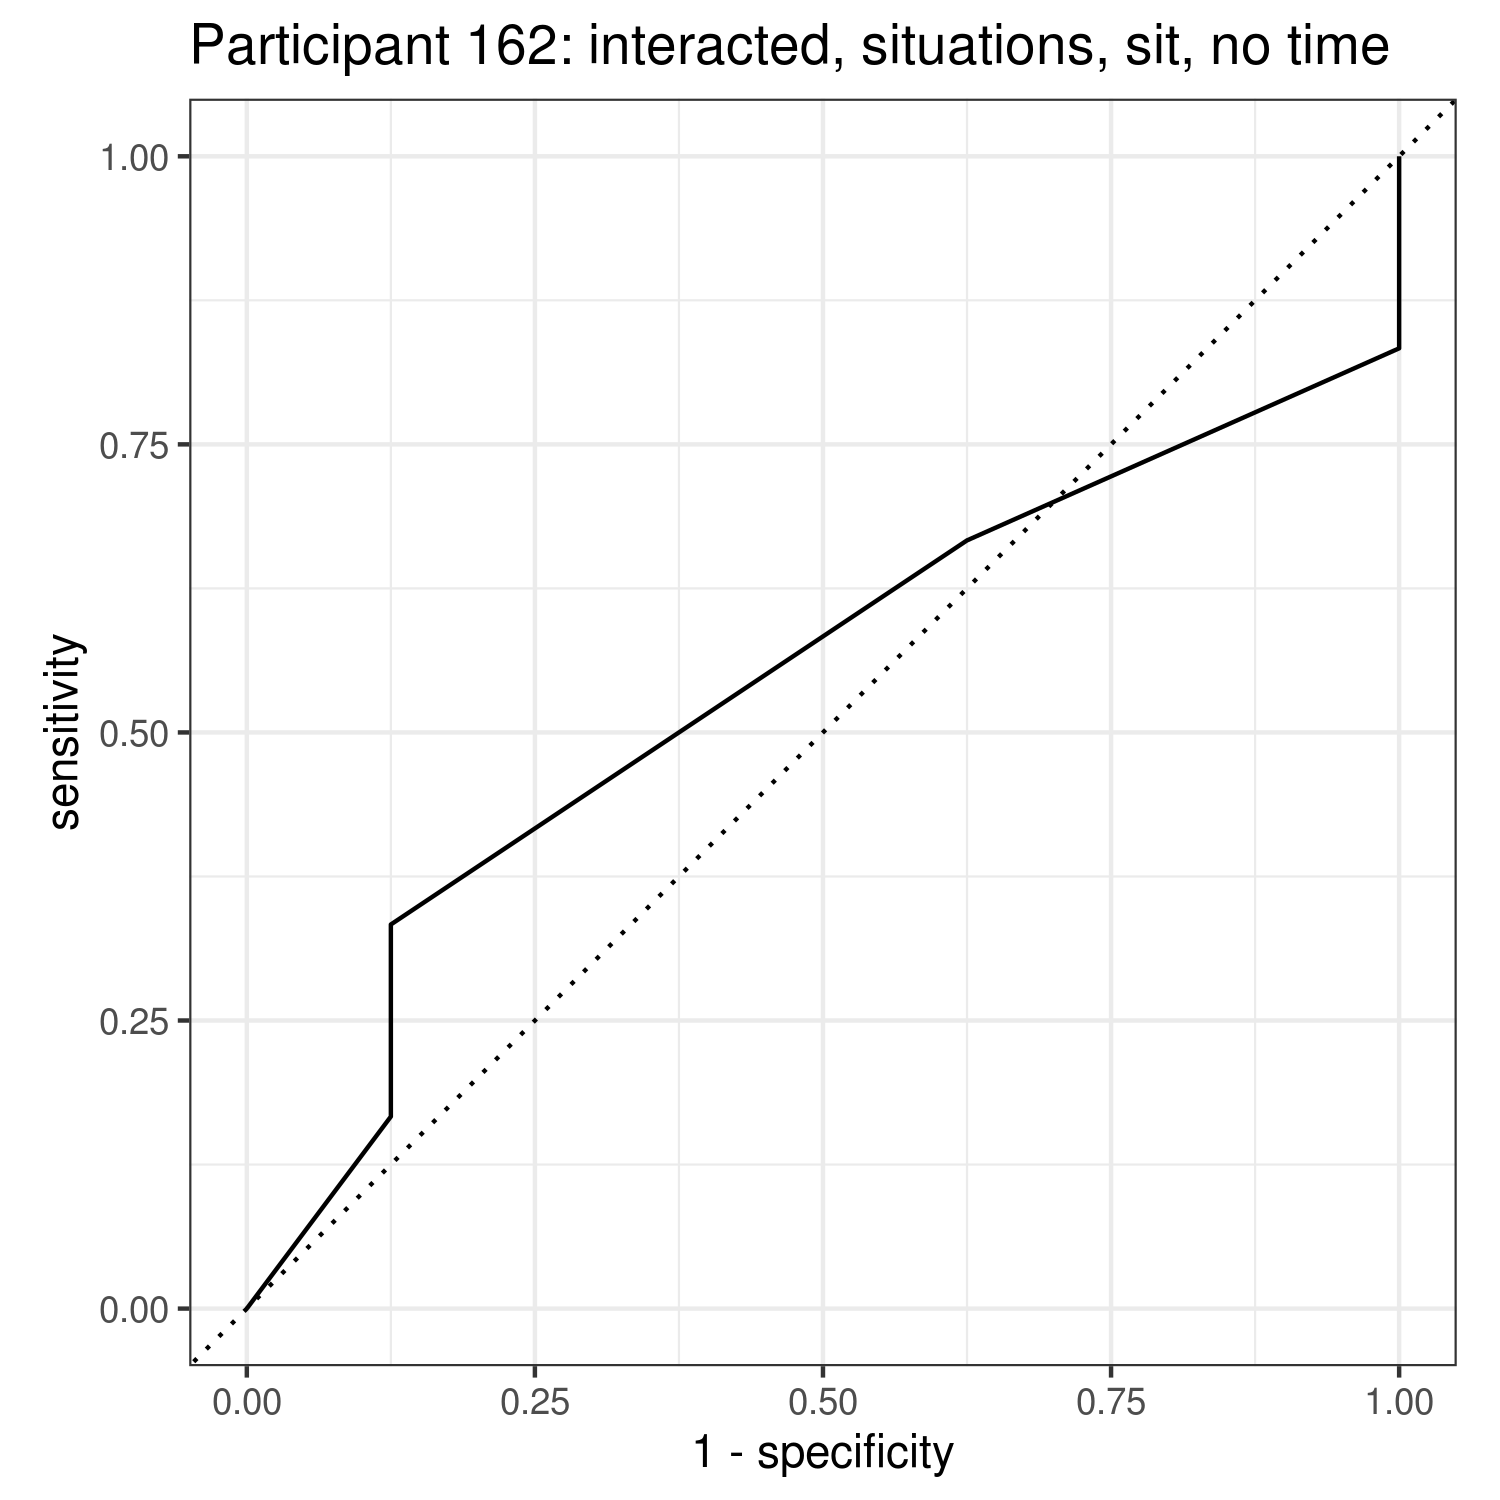 Participant 162: interacted, situations, sit, no time
1.00
0.75
0.50
0.25
0.00
sensitivity
0.00 0.25 0.50 0.75 1.00
1 - specificity